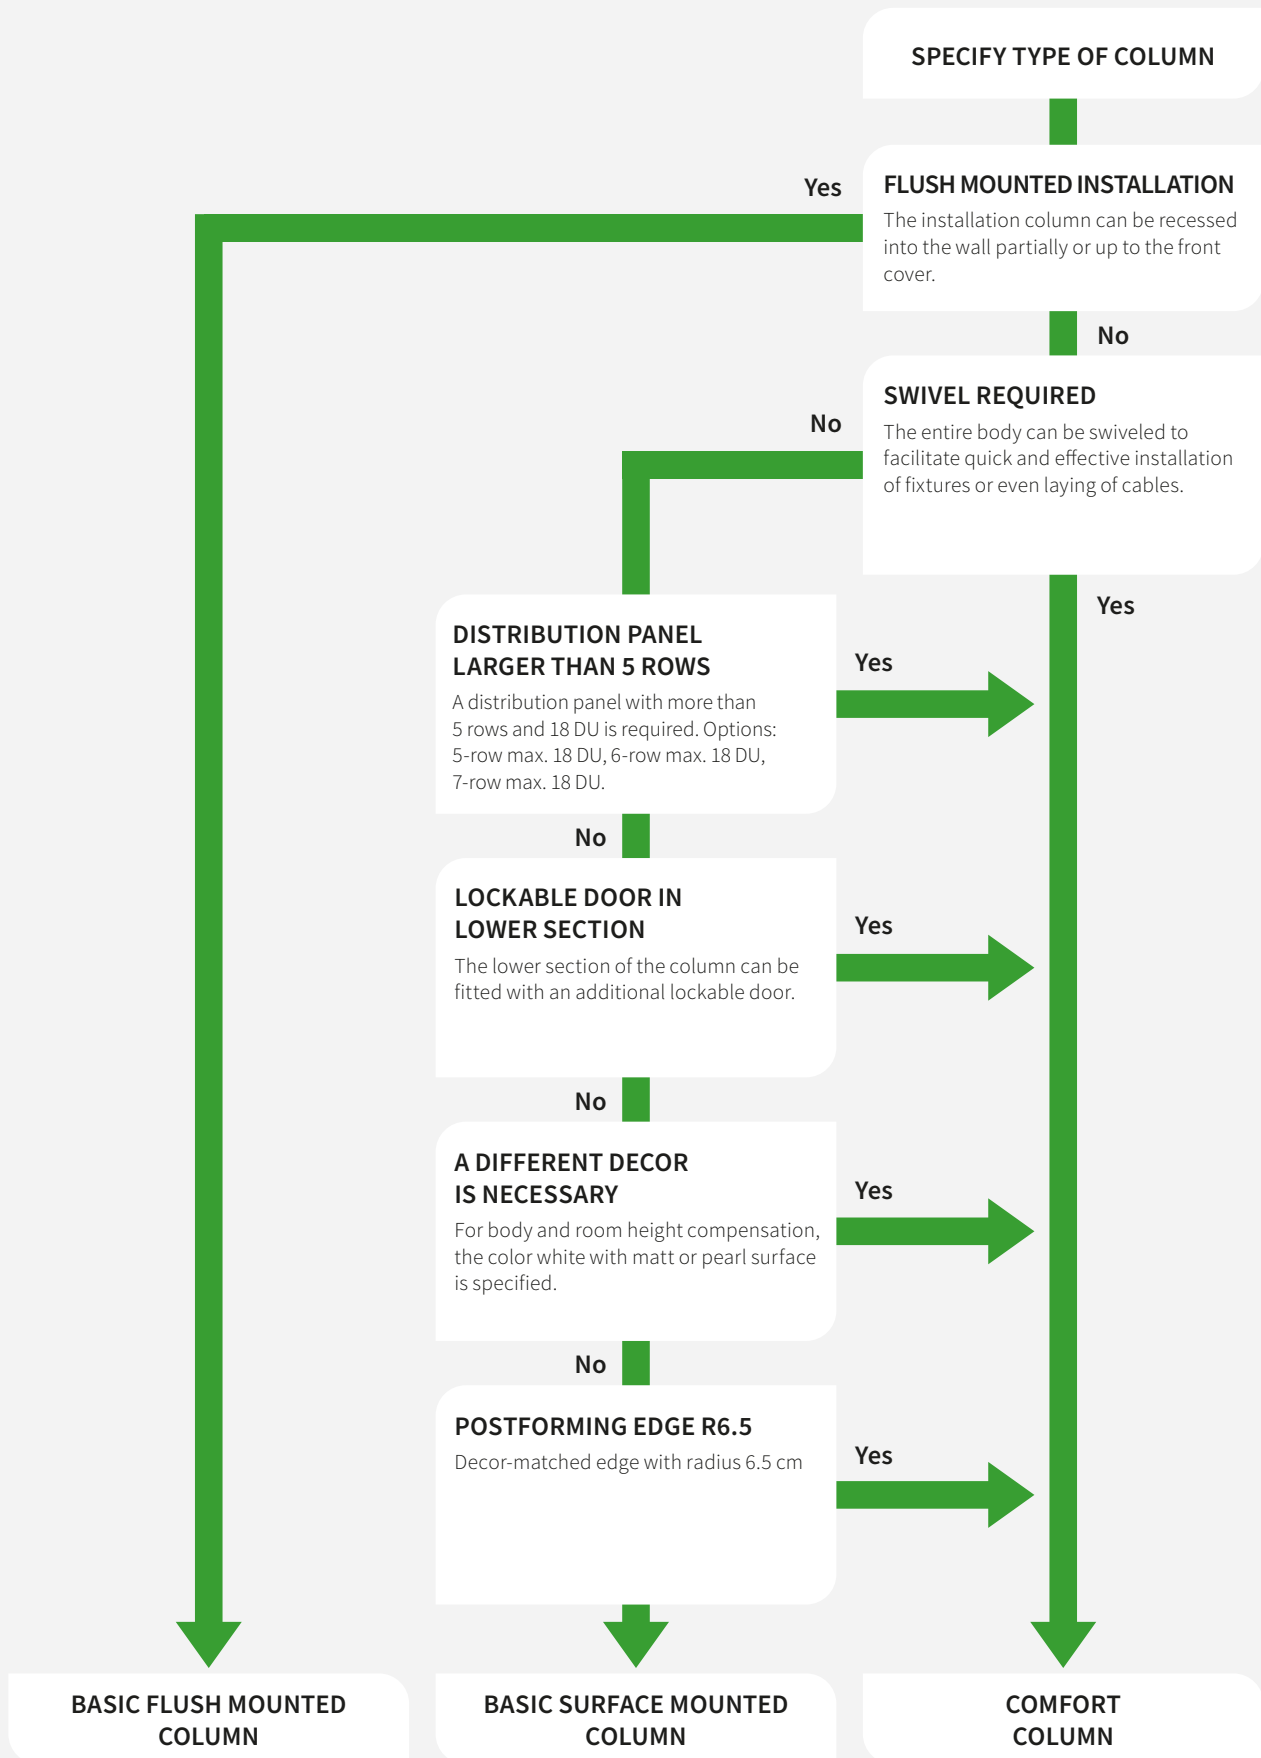 SPECIFY TYPE OF COLUMN
Yes
FLUSH MOUNTED INSTALLATION
The installation column can be recessed
into the wall partially or up to the front
cover.
No
No
SWIVEL REQUIRED
The entire body can be swiveled to
facilitate quick and effective installation
of fixtures or even laying of cables.
Yes
DISTRIBUTION PANEL
LARGER THAN 5 ROWS
A distribution panel with more than
5 rows and 18 DU is required. Options:
5-row max. 18 DU, 6-row max. 18 DU,
7-row max. 18 DU.
Yes
No
LOCKABLE DOOR IN
LOWER SECTION
The lower section of the column can be
fitted with an additional lockable door.
Yes
No
A DIFFERENT DECOR
IS NECESSARY
For body and room height compensation,
the color white with matt or pearl surface
is specified.
Yes
No
POSTFORMING EDGE R6.5
Decor-matched edge with radius 6.5 cm
Yes
BASIC FLUSH MOUNTED
COLUMN
BASIC SURFACE MOUNTED
COLUMN
COMFORT
COLUMN